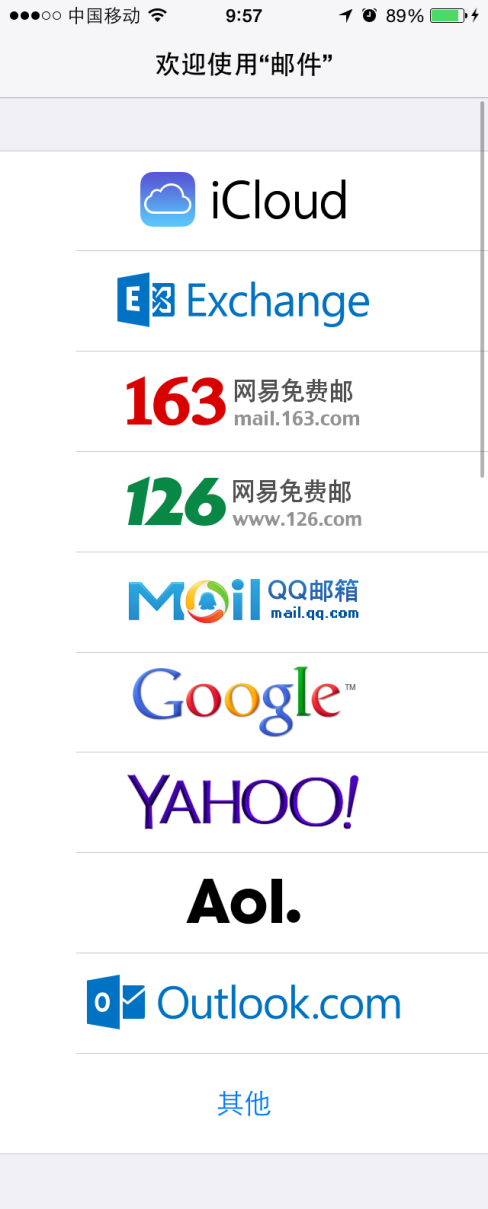 中国移动 9:57 89%
欢迎使用“邮件”
iCloud
E Exchange
163 网易免费邮
mail.163.com
126 网易免费邮
www.126.com
Mail QQ邮箱
mail.qq.com
Google™
YAHOO!
Aol.
O Outlook.com
其他